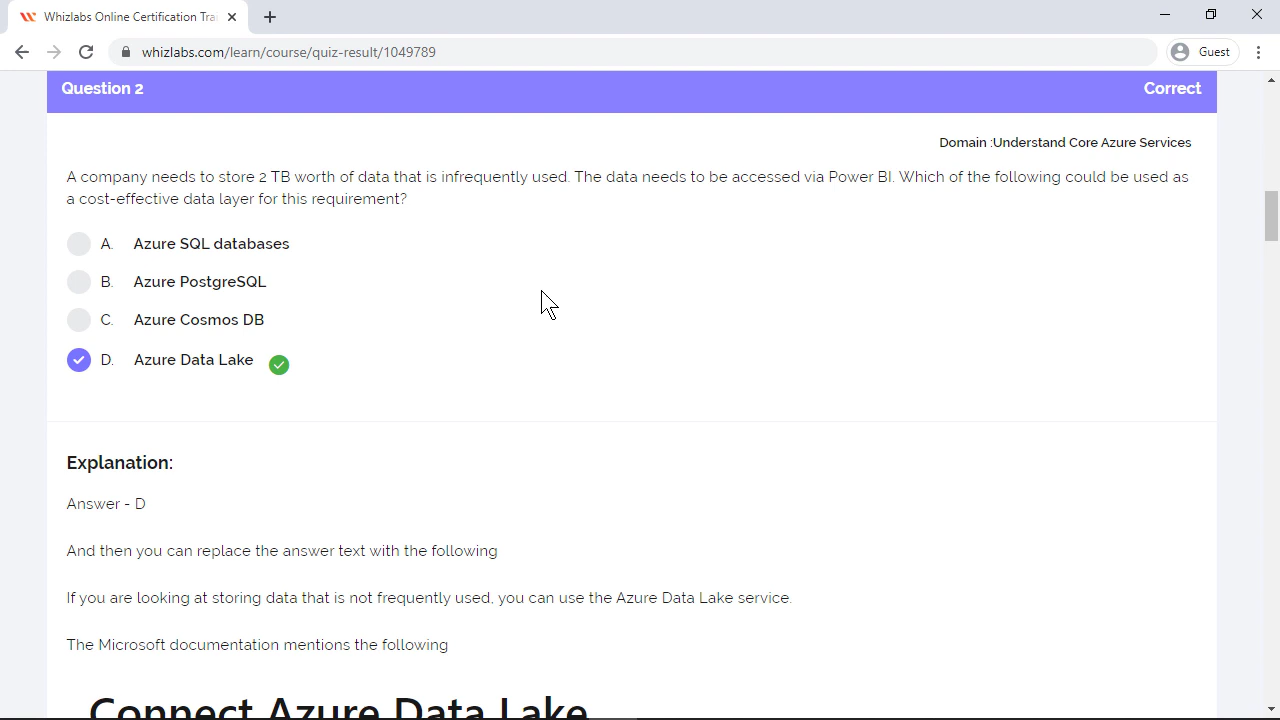 Whizlabs Online Certification Tra
whizlabs.com/learn/course/quiz-result/1049789
Guest
Question 2
Correct
Domain :Understand Core Azure Services
A company needs to store 2 TB worth of data that is infrequently used. The data needs to be accessed via Power BI. Which of the following could be used as
a cost-effective data layer for this requirement?
A. Azure SQL databases
B. Azure PostgreSQL
C. Azure Cosmos DB
D. Azure Data Lake
Explanation:
Answer - D
And then you can replace the answer text with the following
If you are looking at storing data that is not frequently used, you can use the Azure Data Lake service.
The Microsoft documentation mentions the following
Connect Azure Data Lake